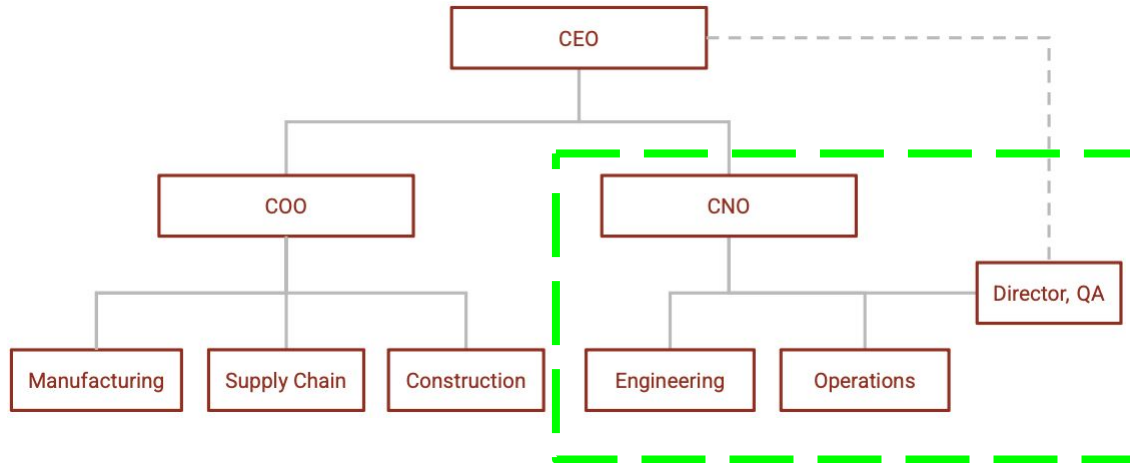 CEO
COO
CNO
Director, QA
Manufacturing
Supply Chain
Construction
Engineering
Operations